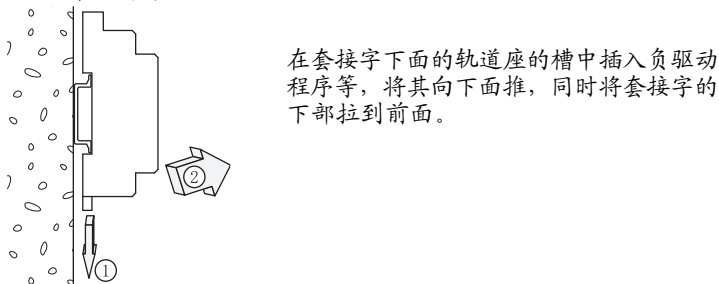 在套接字下面的轨道座的槽中插入负驱动
程序等，将其向下面推，同时将套接字的
下部拉到前面。
②
①